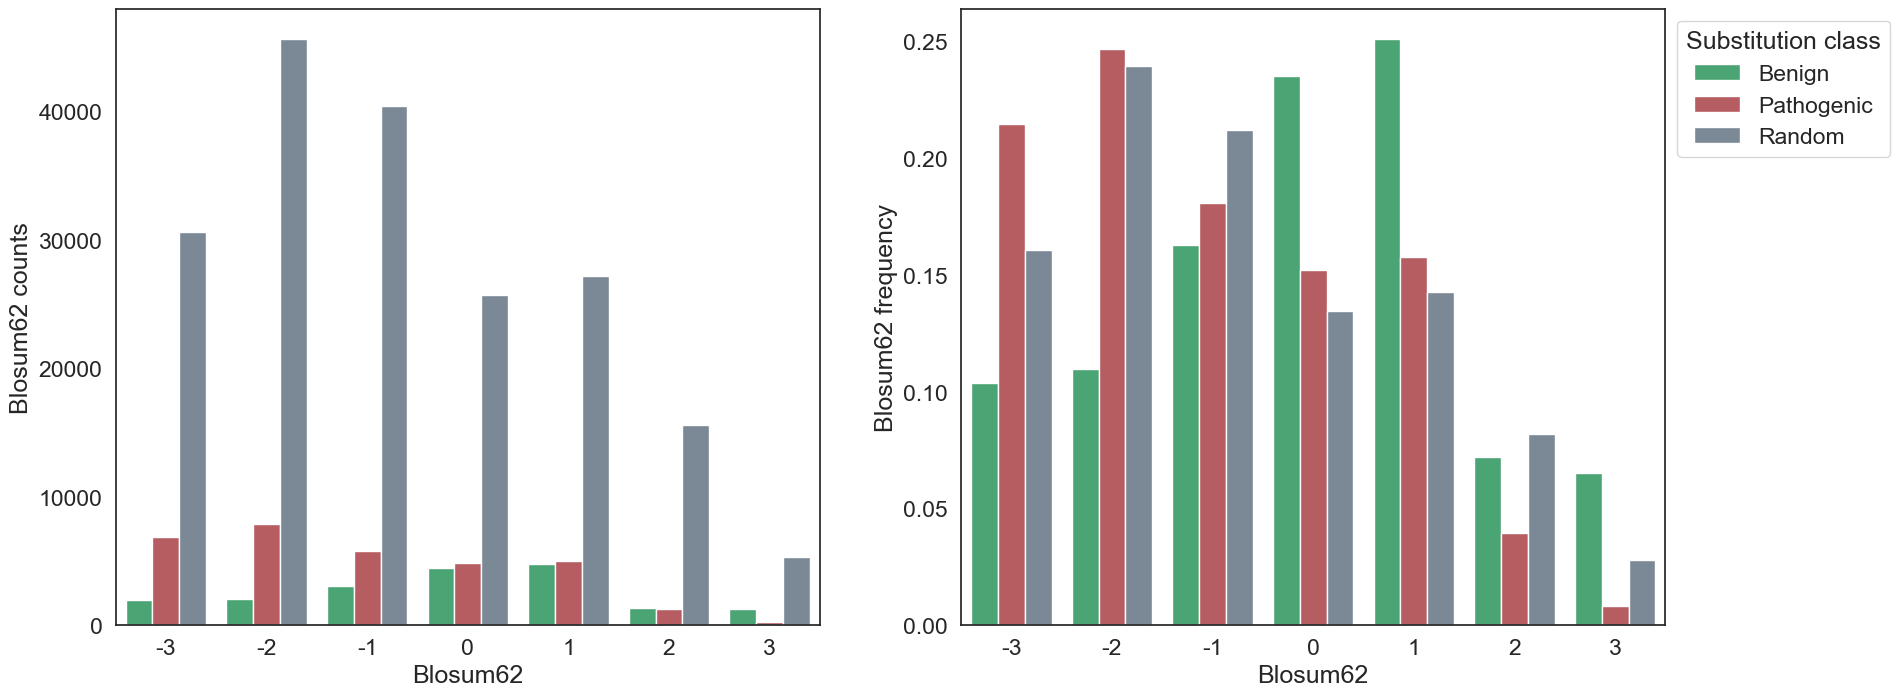 Blosum62 counts
40000
30000
20000
10000
0
-3 -2 -1 0 1 2 3
Blosum62
Blosum62 frequency
0.25
0.20
0.15
0.10
0.05
0.00
-3 -2 -1 0 1 2 3
Blosum62
Substitution class
Benign
Pathogenic
Random